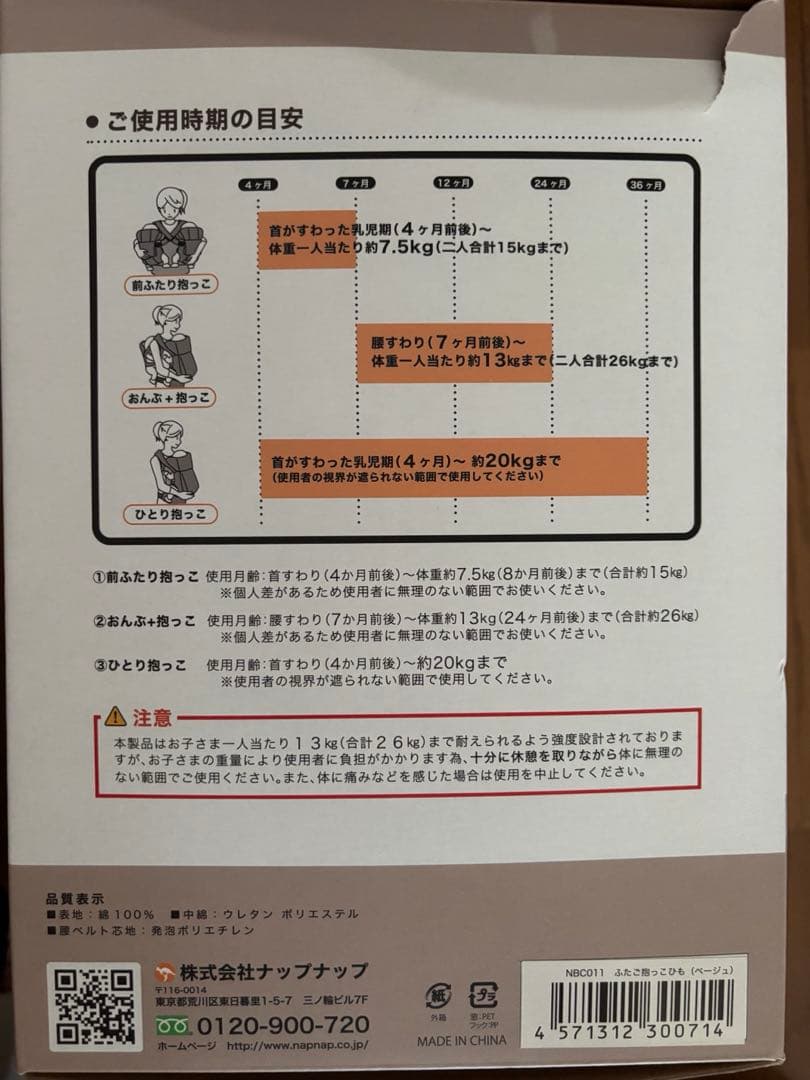 ●ご使用時期の目安
4ヶ月 7ヶ月 12ヶ月 24ヶ月 36ヶ月
首がすわった乳児期(4ヶ月前後)〜
体重一人当たり約7.5kg(二人合計15kgまで)
前ふたり抱っこ
腰すわり(7ヶ月前後)〜
体重一人当たり約13kgまで(二人合計26kgまで)
おんぶ+抱っこ
首がすわった乳児期(4ヶ月)〜 約20kgまで
(使用者の視界が遮られない範囲で使用してください)
ひとり抱っこ
①前ふたり抱っこ 使用月齢:首すわり(4か月前後)〜体重約7.5kg(8か月前後)まで(合計約15kg)
※個人差があるため使用者に無理のない範囲でお使いください。
②おんぶ+抱っこ 使用月齢:腰すわり(7か月前後)〜体重約13kg(24ヶ月前後)まで(合計約26kg)
※個人差があるため使用者に無理のない範囲でお使いください。
③ひとり抱っこ 使用月齢:首すわり(4か月前後)〜約20kgまで
※使用者の視界が遮られない範囲で使用してください。
注意
本製品はお子さま一人当たり13kg(合計26kg)まで耐えられるよう強度設計されておりま
すが、お子さまの重量により使用者に負担がかかります為、十分に休憩を取りながら体に無理の
ない範囲でご使用ください。また、体に痛みなどを感じた場合は使用を中止してください。
品質表示
■表地:綿100% ■中綿:ウレタン ポリエステル
■腰ベルト芯地:発泡ポリエチレン
株式会社ナップナップ
〒116-0014
東京都荒川区東日暮里1-5-7 三ノ輪ビル7F
0120-900-720
ホームページ http://www.napnap.co.jp/
紙
外箱
プラ
窓:PET
フック:PP
MADE IN CHINA
NBC011 ふたご抱っこひも(ベージュ)
4 571312 300714